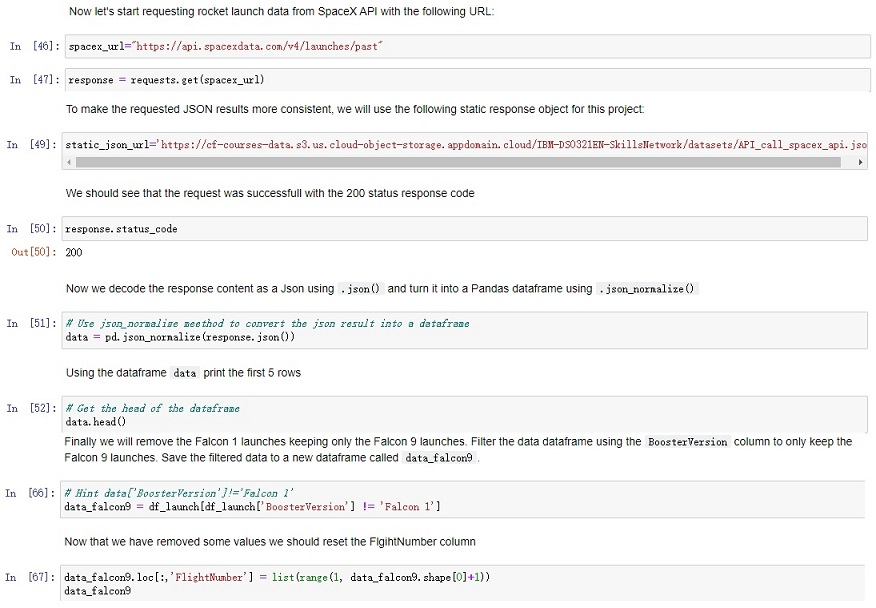 Now let's start requesting rocket launch data from SpaceX API with the following URL:
In [46]: spacex_url="https://api.spacexdata.com/v4/launches/past"
In [47]: response = requests.get(spacex_url)
To make the requested JSON results more consistent, we will use the following static response object for this project:
In [49]: static_json_url='https://cf-courses-data.s3.us.cloud-object-storage.appdomain.cloud/IBM-DS0321EN-SkillsNetwork/datasets/API_call_spacex_api.jso
We should see that the request was successfull with the 200 status response code
In [50]: response.status_code
Out[50]: 200
Now we decode the response content as a Json using .json() and turn it into a Pandas dataframe using .json_normalize()
In [51]: # Use json_normalize meethod to convert the json result into a dataframe
data = pd.json_normalize(response.json())
Using the dataframe data print the first 5 rows
In [52]: # Get the head of the dataframe
data.head()
Finally we will remove the Falcon 1 launches keeping only the Falcon 9 launches. Filter the data dataframe using the BoosterVersion column to only keep the
Falcon 9 launches. Save the filtered data to a new dataframe called data_falcon9.
In [66]: # Hint data['BoosterVersion']!='Falcon 1'
data_falcon9 = df_launch[df_launch['BoosterVersion'] != 'Falcon 1']
Now that we have removed some values we should reset the FlgihtNumber column
In [67]: data_falcon9.loc[:,'FlightNumber'] = list(range(1, data_falcon9.shape[0]+1))
data_falcon9